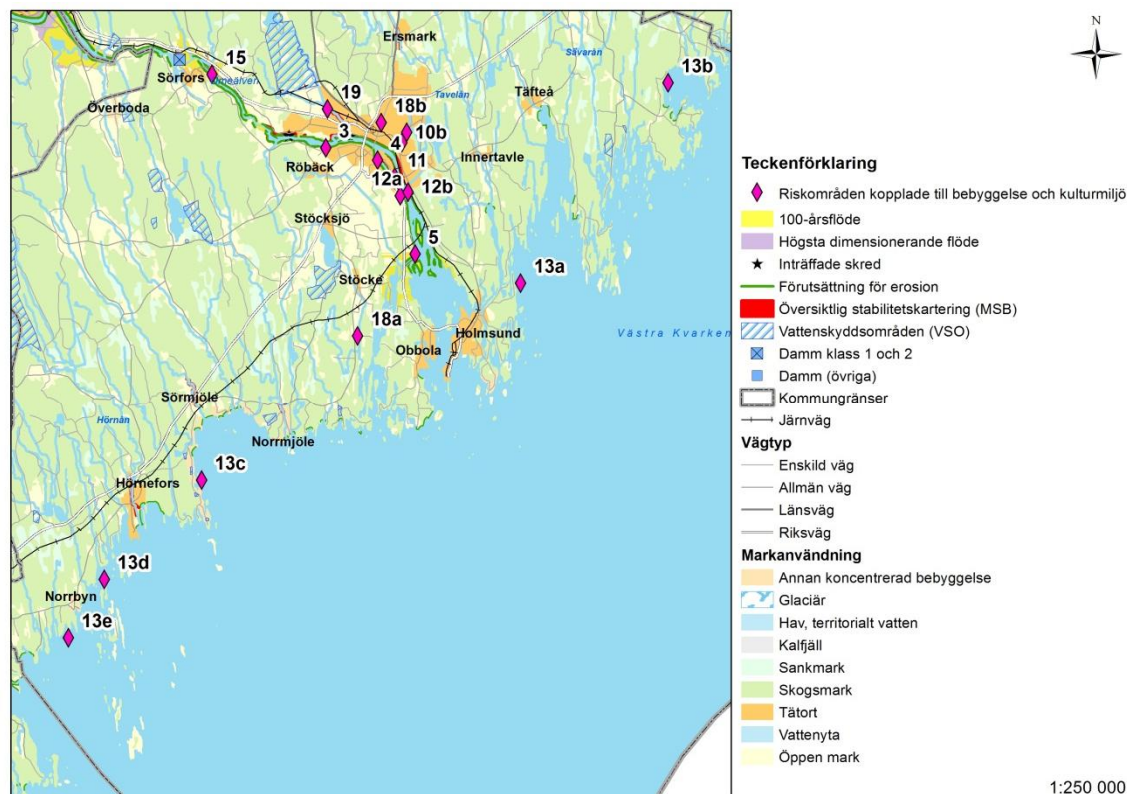 N
Ersmark
Sävarån
13b
15
Sörfors
Umeälven
Täfteå
Överboda
19
18b
Tavelån
10b
3
4
Röbäck
11
Innertavle
12a
12b
Stöcksjö
5
Stöcke
13a
Holmsund
Västra Kvarken
18a
Obbola
Sörmjöle
Hörnån
Norrmjöle
13c
Hörnefors
13d
Norrbyn
13e
Teckenförklaring
Riskområden kopplade till bebyggelse och kulturmiljö
100-årsflöde
Högsta dimensionerande flöde
Inträffade skred
Förutsättning för erosion
Översiktlig stabilitetskartering (MSB)
Vattenskyddsområden (VSO)
Damm klass 1 och 2
Damm (övriga)
Kommungränser
Järnväg
Vägtyp
Enskild väg
Allmän väg
Länsväg
Riksväg
Markanvändning
Annan koncentrerad bebyggelse
Glaciär
Hav, territorialt vatten
Kalfjäll
Sankmark
Skogsmark
Tätort
Vattenyta
Öppen mark
1:250 000